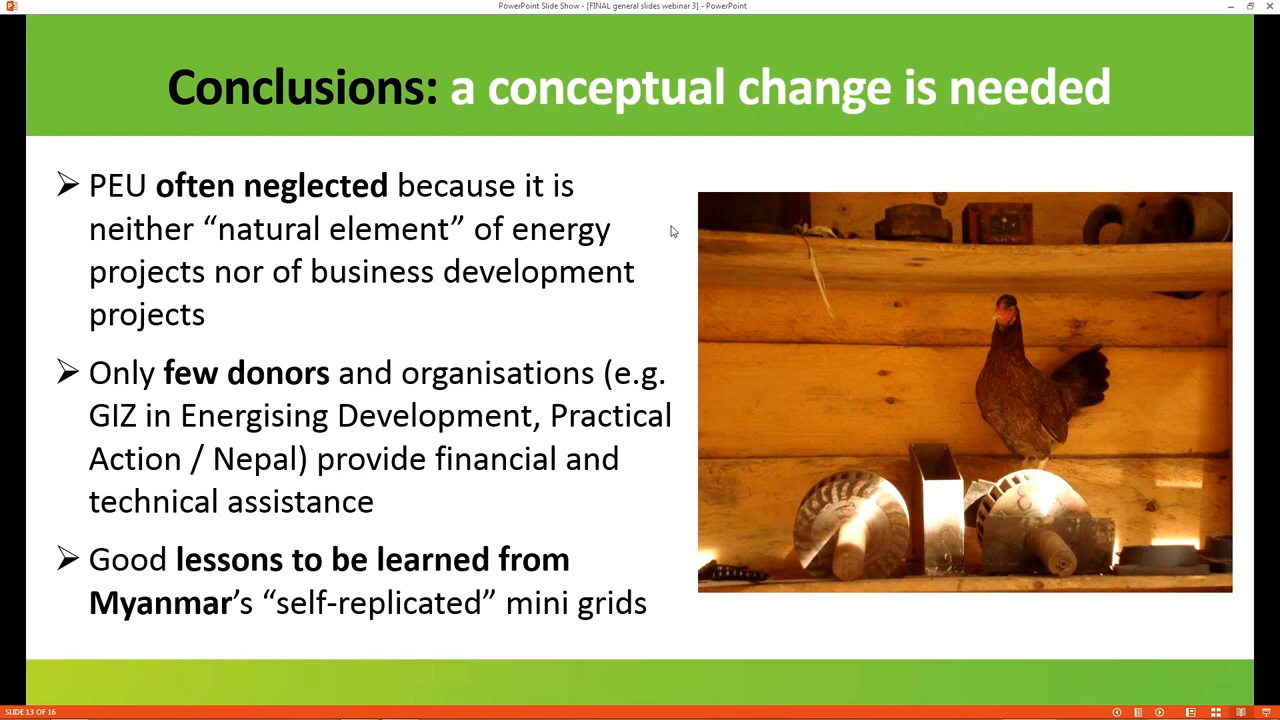 PowerPoint Slide Show - [FINAL general slides webinar 3] - PowerPoint
Conclusions: a conceptual change is needed
PEU often neglected because it is
neither “natural element” of energy
projects nor of business development
projects
Only few donors and organisations (e.g.
GIZ in Energising Development, Practical
Action / Nepal) provide financial and
technical assistance
Good lessons to be learned from
Myanmar’s “self-replicated” mini grids
SLIDE 13 OF 16